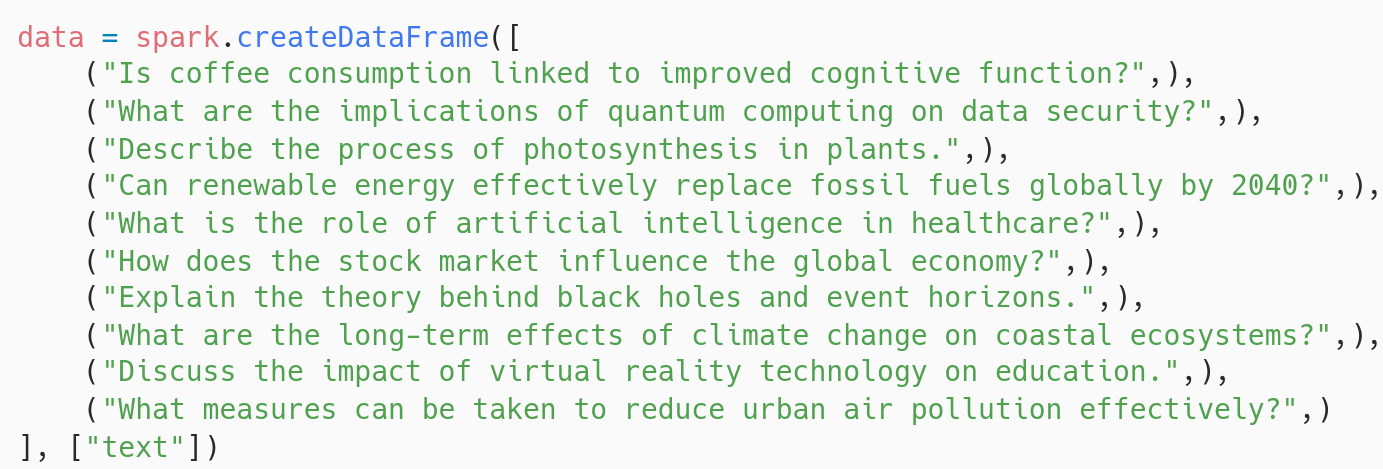 data = spark.createDataFrame([
    ("Is coffee consumption linked to improved cognitive function?",),
    ("What are the implications of quantum computing on data security?",),
    ("Describe the process of photosynthesis in plants.",),
    ("Can renewable energy effectively replace fossil fuels globally by 2040?",),
    ("What is the role of artificial intelligence in healthcare?",),
    ("How does the stock market influence the global economy?",),
    ("Explain the theory behind black holes and event horizons.",),
    ("What are the long-term effects of climate change on coastal ecosystems?",),
    ("Discuss the impact of virtual reality technology on education.",),
    ("What measures can be taken to reduce urban air pollution effectively?",)
], ["text"])